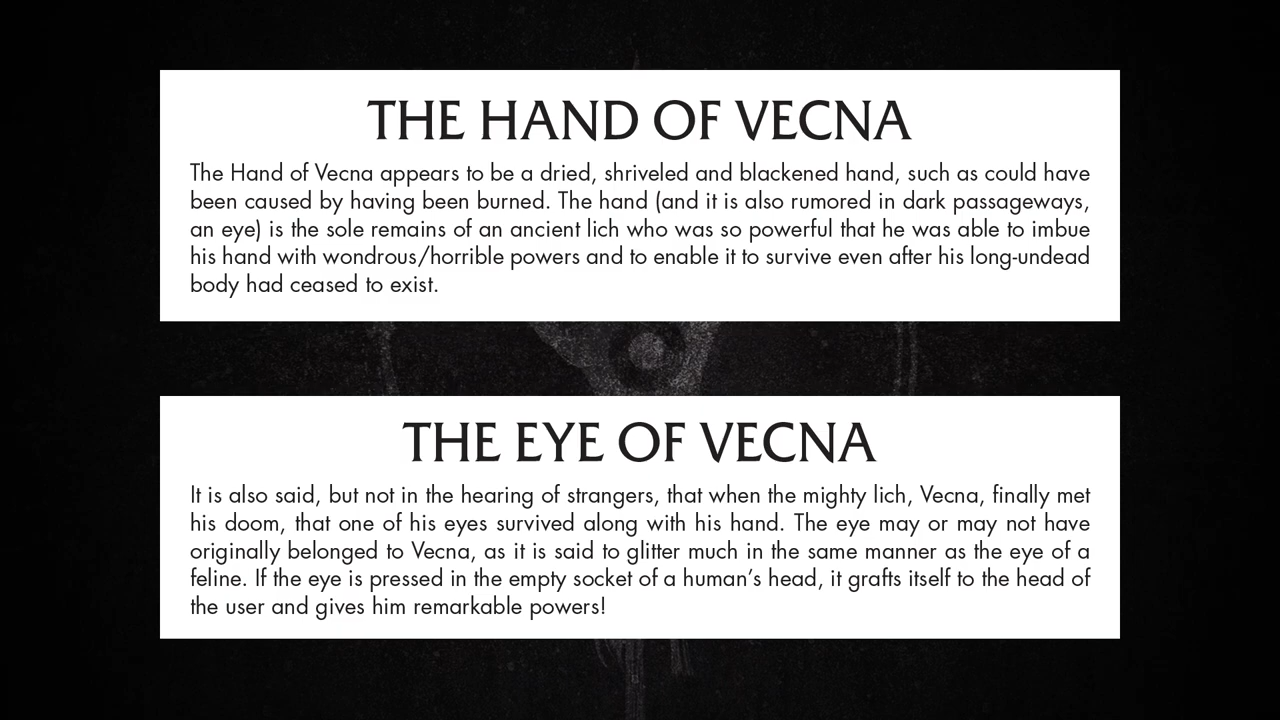 THE HAND OF VECNA
The Hand of Vecna appears to be a dried, shriveled and blackened hand, such as could have
been caused by having been burned. The hand (and it is also rumored in dark passageways,
an eye) is the sole remains of an ancient lich who was so powerful that he was able to imbue
his hand with wondrous/horrible powers and to enable it to survive even after his long-undead
body had ceased to exist.
THE EYE OF VECNA
It is also said, but not in the hearing of strangers, that when the mighty lich, Vecna, finally met
his doom, that one of his eyes survived along with his hand. The eye may or may not have
originally belonged to Vecna, as it is said to glitter much in the same manner as the eye of a
feline. If the eye is pressed in the empty socket of a human’s head, it grafts itself to the head of
the user and gives him remarkable powers!